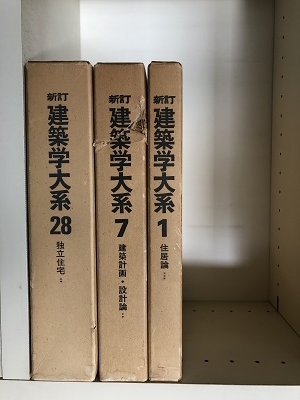 新訂
建築学大系
28
独立住宅‥
新訂
建築学大系
7
建築計画・設計論‥
新訂
建築学大系
1
住居論‥